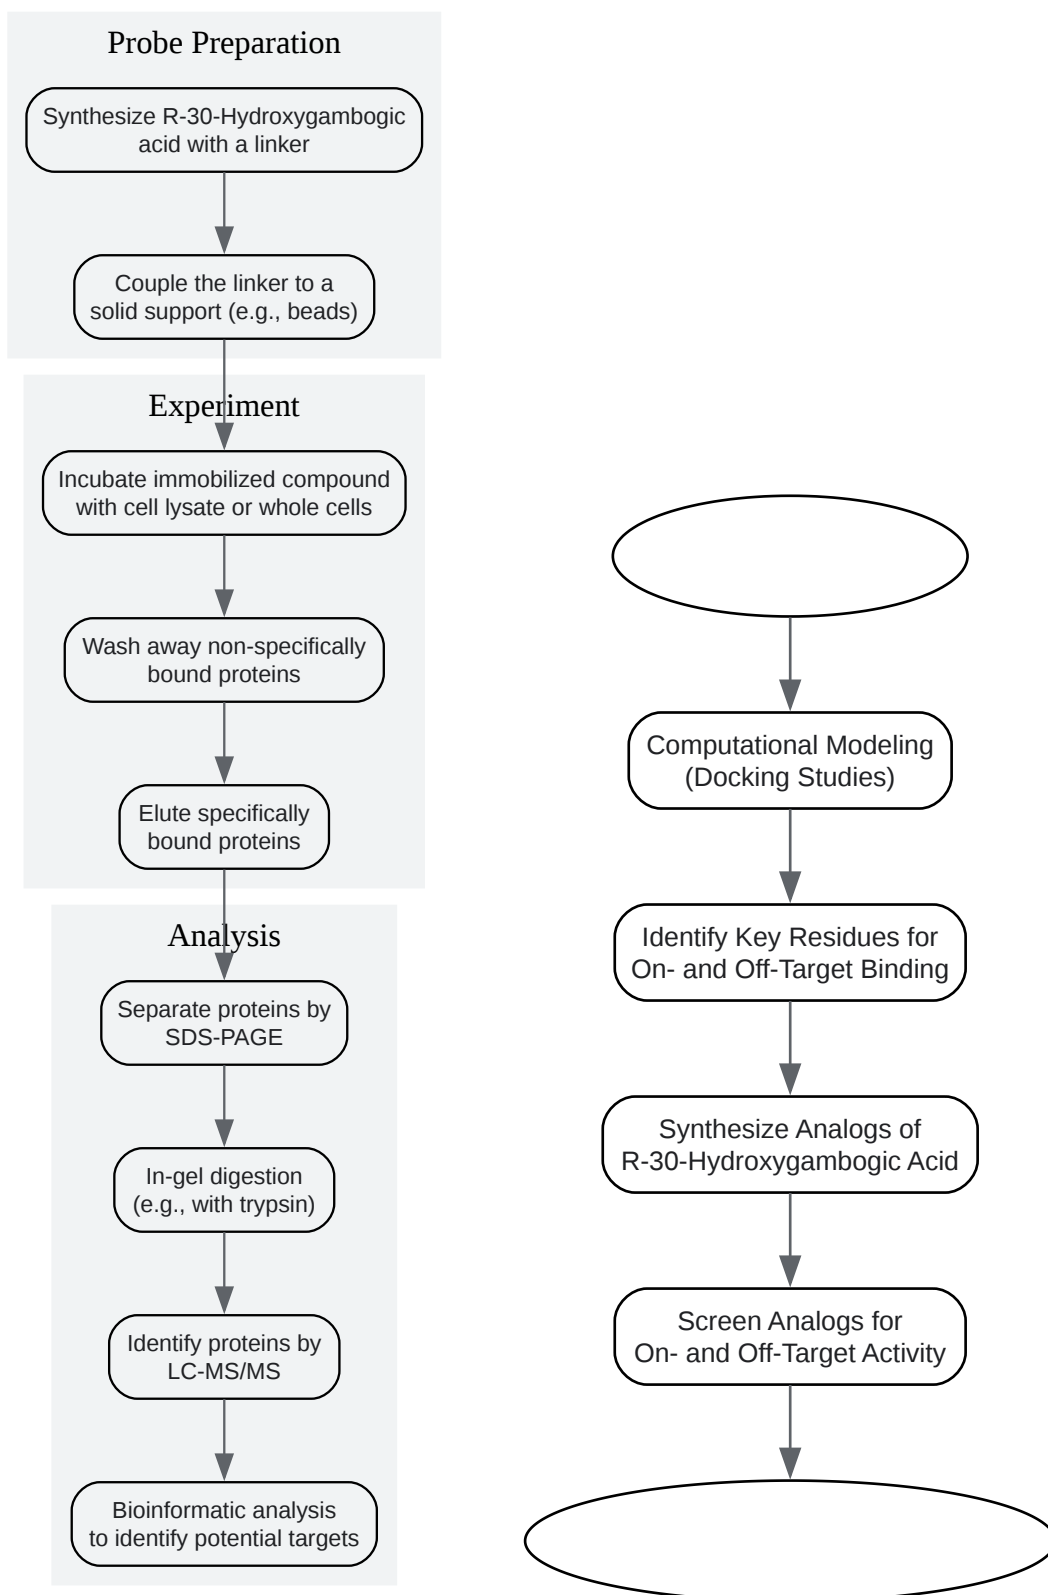 Probe Preparation
Synthesize R-30-Hydroxygambogic
acid with a linker
Couple the linker to a
solid support (e.g., beads)
Experiment
Incubate immobilized compound
with cell lysate or whole cells
Wash away non-specifically
bound proteins
Elute specifically
bound proteins
Analysis
Separate proteins by
SDS-PAGE
In-gel digestion
(e.g., with trypsin)
Identify proteins by
LC-MS/MS
Bioinformatic analysis
to identify potential targets
Computational Modeling
(Docking Studies)
Identify Key Residues for
On- and Off-Target Binding
Synthesize Analogs of
R-30-Hydroxygambogic Acid
Screen Analogs for
On- and Off-Target Activity